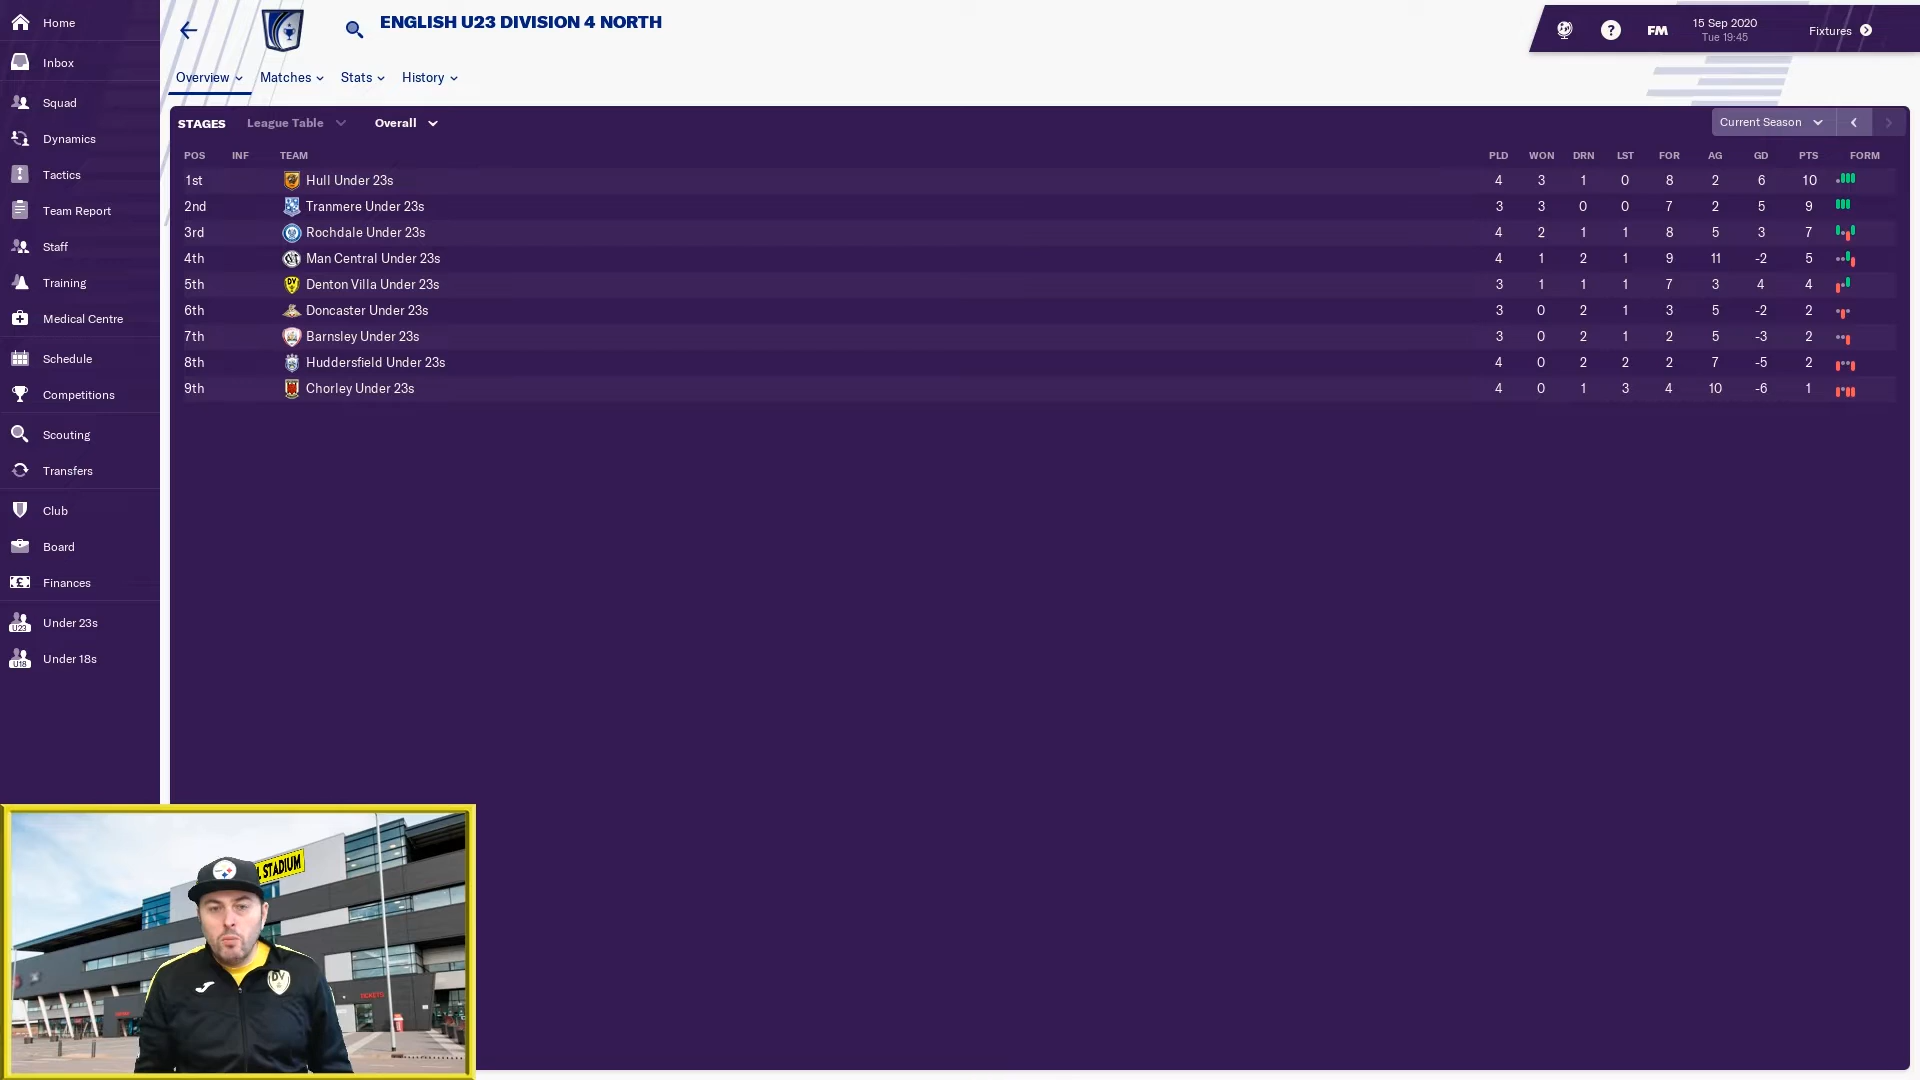 Home
Inbox
Squad
Dynamics
Tactics
Team Report
Staff
Training
Medical Centre
Schedule
Competitions
Scouting
Transfers
Club
Board
Finances
U23 Under 23s
U18 Under 18s
ENGLISH U23 DIVISION 4 NORTH
? FM 15 Sep 2020 Fixtures
Tue 19:45
Overview Matches Stats History
STAGES League Table Overall Current Season
POS INF TEAM PLD WON DRN LST FOR AG GD PTS FORM
1st Hull Under 23s 4 3 1 0 8 2 6 10
2nd Tranmere Under 23s 3 3 0 0 7 2 5 9
3rd Rochdale Under 23s 4 2 1 1 8 5 3 7
4th Man Central Under 23s 4 1 2 1 9 11 -2 5
5th Denton Villa Under 23s 3 1 1 1 7 3 4 4
6th Doncaster Under 23s 3 0 2 1 3 5 -2 2
7th Barnsley Under 23s 3 0 2 1 2 5 -3 2
8th Huddersfield Under 23s 4 0 2 2 2 7 -5 2
9th Chorley Under 23s 4 0 1 3 4 10 -6 1
STADIUM
DV
TICKETS